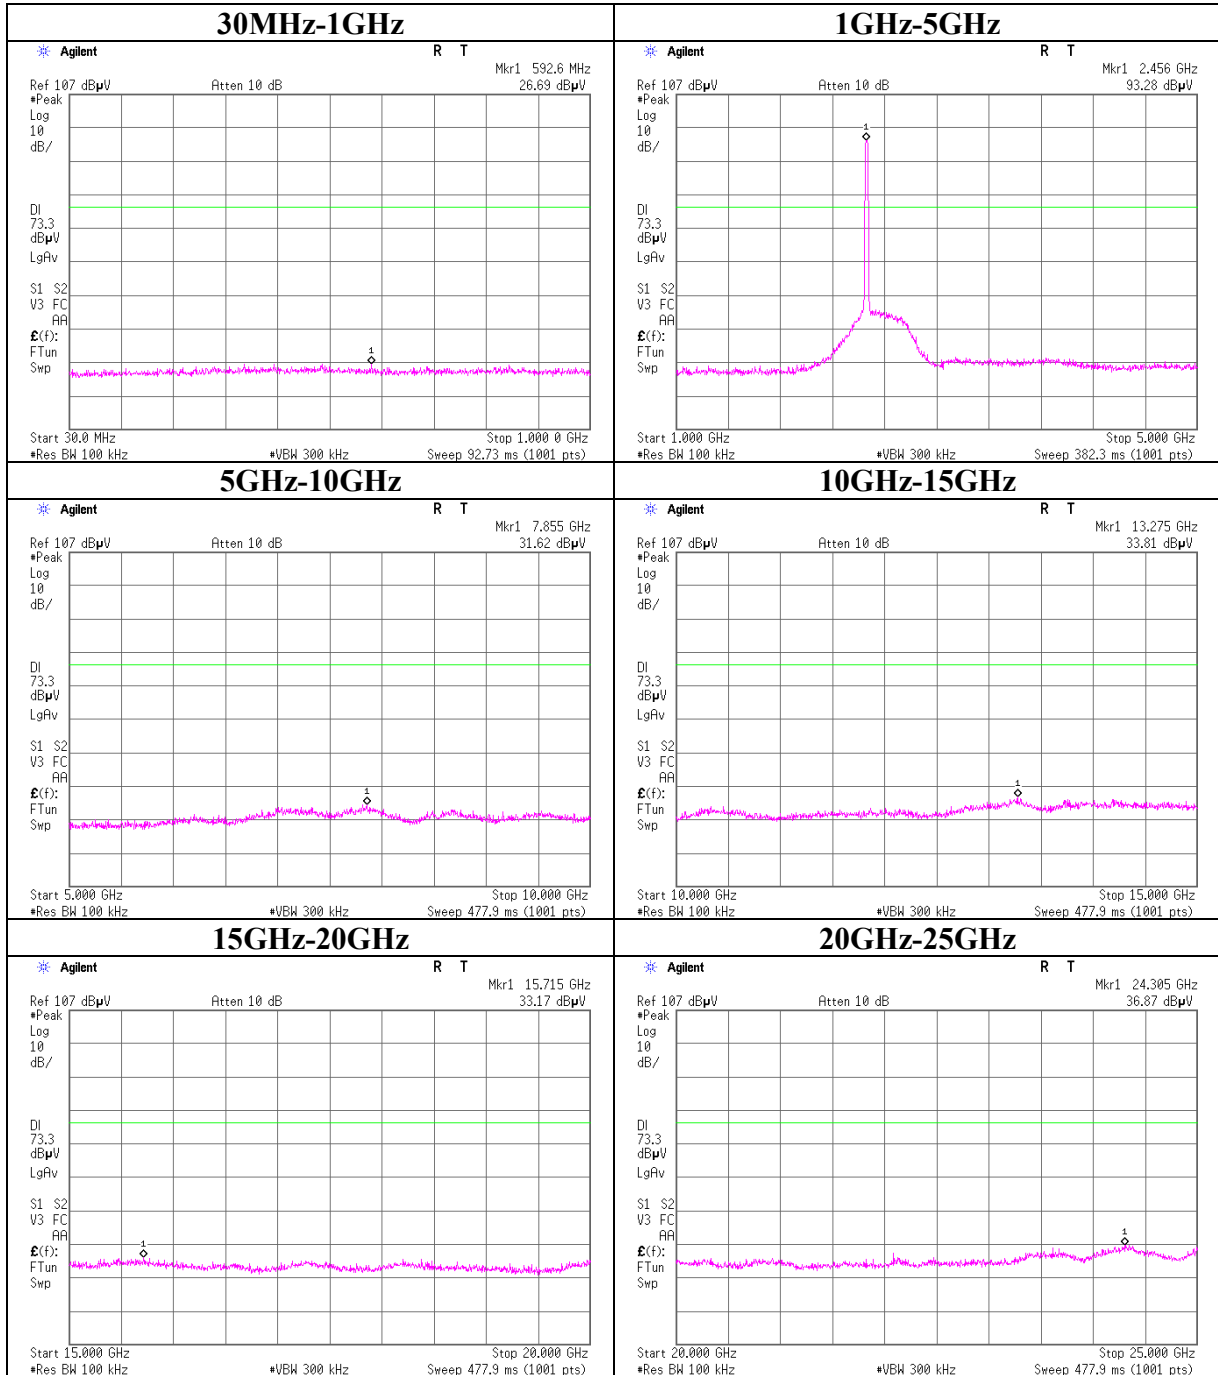 30MHz-1GHz
Agilent R T
Mkr1 592.6 MHz
Ref 107 dBµV Atten 10 dB 26.69 dBµV
#Peak
Log
10
dB/
1
DI
73.3
dBµV
LgAv
S1 S2
V3 FC
AA
£(f):
FTun
Swp
Start 30.0 MHz Stop 1.000 0 GHz
#Res BW 100 kHz #VBW 300 kHz Sweep 92.73 ms (1001 pts)
1GHz-5GHz
Agilent R T
Mkr1 2.456 GHz
Ref 107 dBµV Atten 10 dB 93.28 dBµV
#Peak
Log
10
dB/
1
DI
73.3
dBµV
LgAv
S1 S2
V3 FC
AA
£(f):
FTun
Swp
Start 1.000 GHz Stop 5.000 GHz
#Res BW 100 kHz #VBW 300 kHz Sweep 382.3 ms (1001 pts)
5GHz-10GHz
Agilent R T
Mkr1 7.855 GHz
Ref 107 dBµV Atten 10 dB 31.62 dBµV
#Peak
Log
10
dB/
DI
73.3
dBµV
LgAv
S1 S2
V3 FC
AA
1
£(f):
FTun
Swp
Start 5.000 GHz Stop 10.000 GHz
#Res BW 100 kHz #VBW 300 kHz Sweep 477.9 ms (1001 pts)
10GHz-15GHz
Agilent R T
Mkr1 13.275 GHz
Ref 107 dBµV Atten 10 dB 33.81 dBµV
#Peak
Log
10
dB/
DI
73.3
dBµV
LgAv
S1 S2
V3 FC
AA
1
£(f):
FTun
Swp
Start 10.000 GHz Stop 15.000 GHz
#Res BW 100 kHz #VBW 300 kHz Sweep 477.9 ms (1001 pts)
15GHz-20GHz
Agilent R T
Mkr1 15.715 GHz
Ref 107 dBµV Atten 10 dB 33.17 dBµV
#Peak
Log
10
dB/
DI
73.3
dBµV
LgAv
S1 S2
V3 FC
AA
1
£(f):
FTun
Swp
Start 15.000 GHz Stop 20.000 GHz
#Res BW 100 kHz #VBW 300 kHz Sweep 477.9 ms (1001 pts)
20GHz-25GHz
Agilent R T
Mkr1 24.305 GHz
Ref 107 dBµV Atten 10 dB 36.87 dBµV
#Peak
Log
10
dB/
DI
73.3
dBµV
LgAv
S1 S2
V3 FC
AA
1
£(f):
FTun
Swp
Start 20.000 GHz Stop 25.000 GHz
#Res BW 100 kHz #VBW 300 kHz Sweep 477.9 ms (1001 pts)